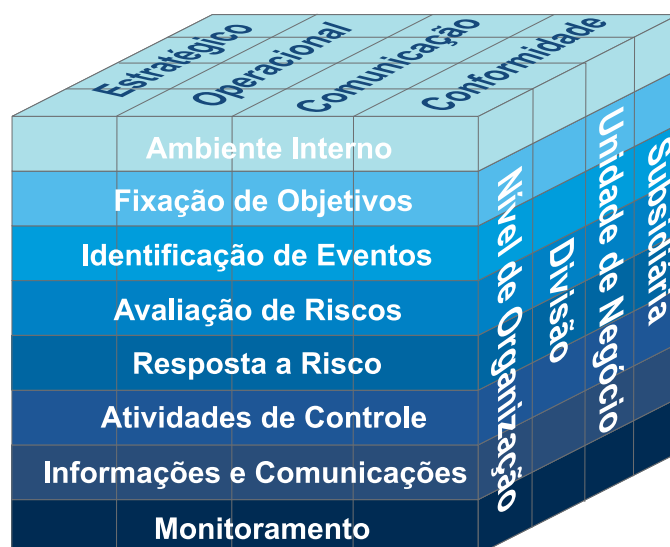 Estratégico
Operacional
Comunicação
Conformidade
Ambiente Interno
Fixação de Objetivos
Identificação de Eventos
Avaliação de Riscos
Resposta a Risco
Atividades de Controle
Informações e Comunicações
Monitoramento
Nível de Organização
Divisão
Unidade de Negócio
Subsidiária